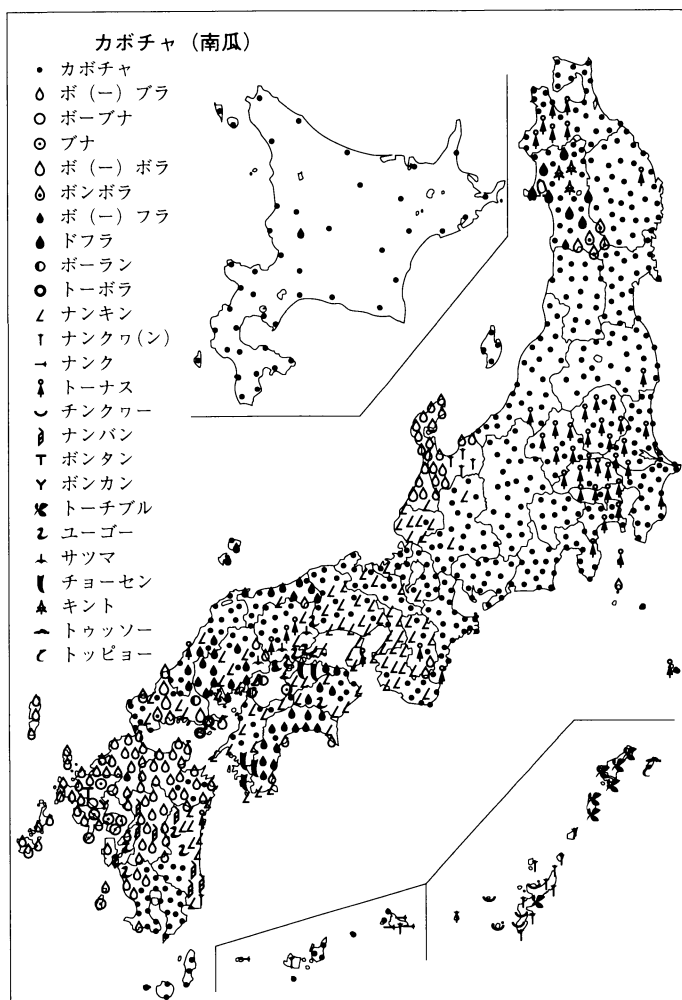 カボチャ (南瓜)
カボチャ
ボ (ー) ブラ
ボーブナ
ブナ
ボ (ー) ボラ
ボンボラ
ボ (ー) フラ
ドフラ
ボーラン
トーボラ
ナンキン
ナンクヮ(ン)
ナンク
トーナス
チンクヮー
ナンバン
ボンタン
ボンカン
トーチブル
ユーゴー
サツマ
チョーセン
キント
トゥッソー
トッピョー